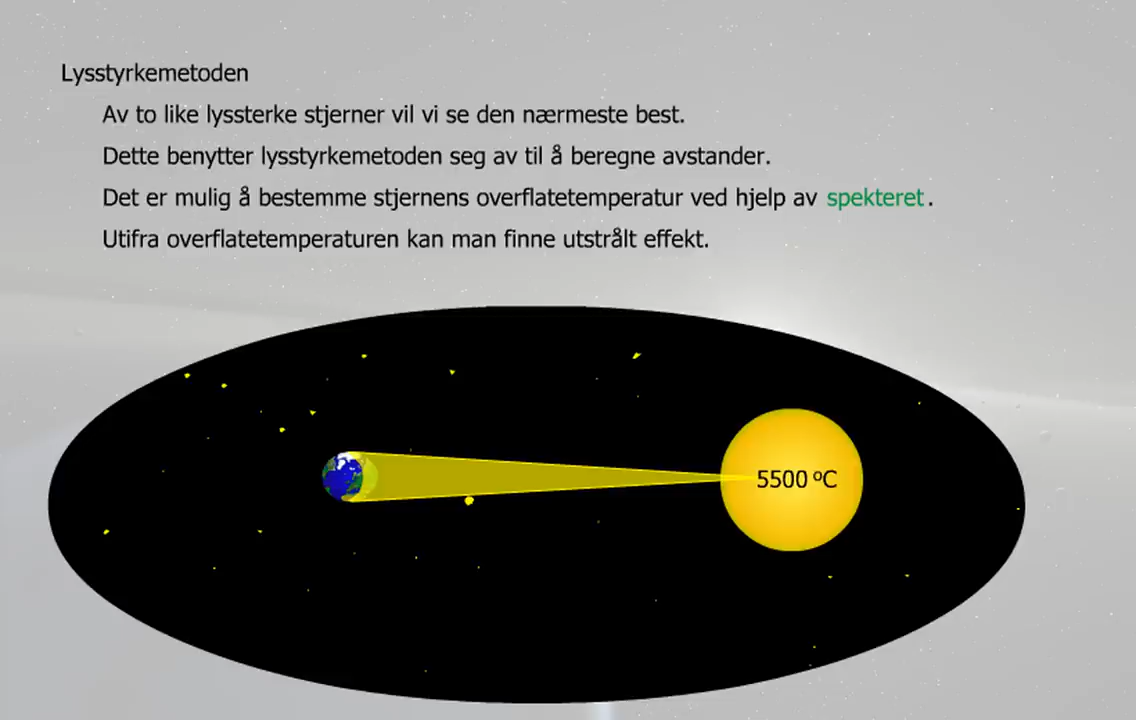 Lysstyrkemetoden
Av to like lyssterke stjerner vil vi se den nærmeste best.
Dette benytter lysstyrkemetoden seg av til å beregne avstander.
Det er mulig å bestemme stjernens overflatetemperatur ved hjelp av spekteret.
Utifra overflatetemperaturen kan man finne utstrålt effekt.
5500 ºC